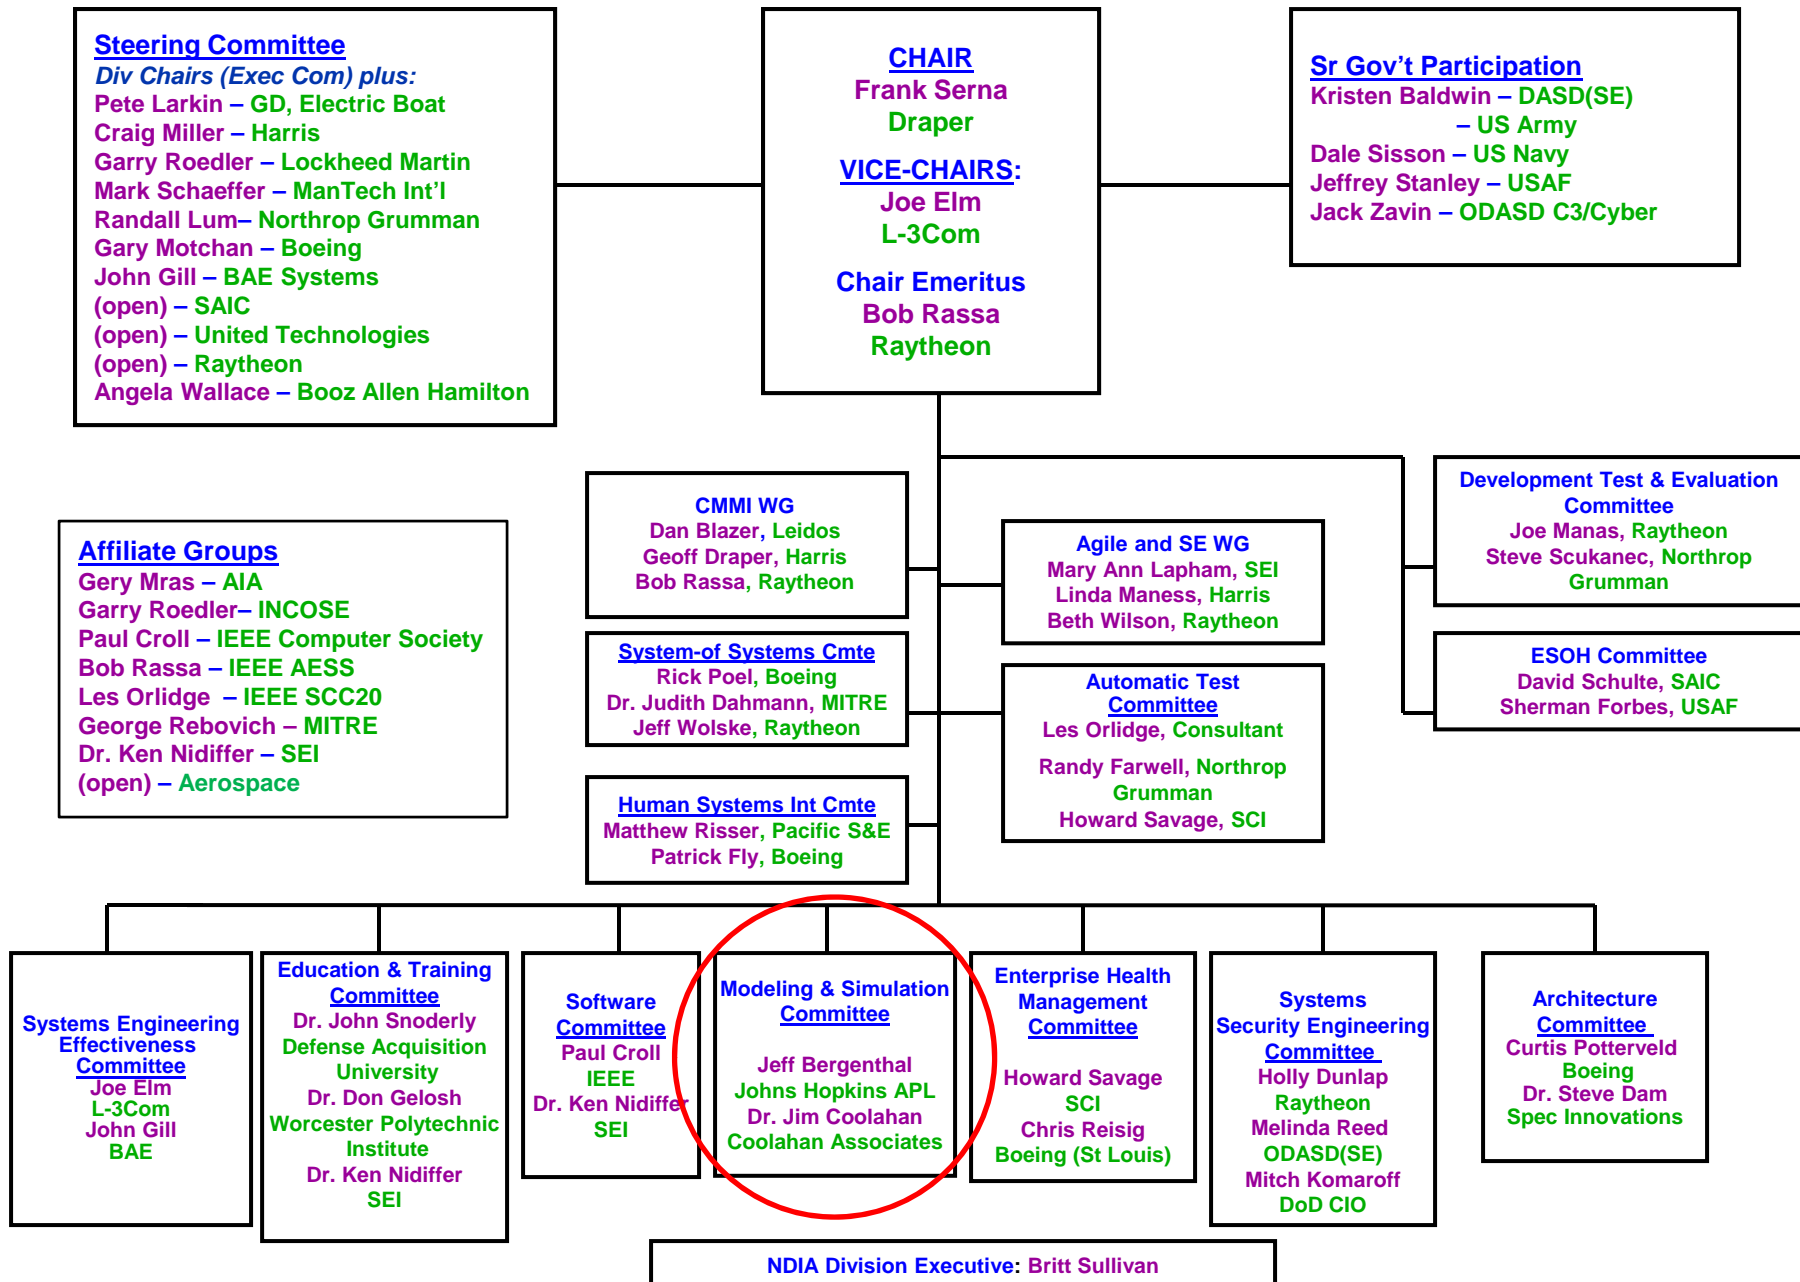 Steering Committee
Div Chairs (Exec Com) plus:
Pete Larkin – GD, Electric Boat
Craig Miller – Harris
Garry Roedler – Lockheed Martin
Mark Schaeffer – ManTech Int’l
Randall Lum– Northrop Grumman
Gary Motchan – Boeing
John Gill – BAE Systems
(open) – SAIC
(open) – United Technologies
(open) – Raytheon
Angela Wallace – Booz Allen Hamilton
CHAIR
Frank Serna
Draper
VICE-CHAIRS:
Joe Elm
L-3Com
Chair Emeritus
Bob Rassa
Raytheon
Sr Gov’t Participation
Kristen Baldwin – DASD(SE)
– US Army
Dale Sisson – US Navy
Jeffrey Stanley – USAF
Jack Zavin – ODASD C3/Cyber
Affiliate Groups
Gery Mras – AIA
Garry Roedler– INCOSE
Paul Croll – IEEE Computer Society
Bob Rassa – IEEE AESS
Les Orlidge – IEEE SCC20
George Rebovich – MITRE
Dr. Ken Nidiffer – SEI
(open) – Aerospace
CMMI WG
Dan Blazer, Leidos
Geoff Draper, Harris
Bob Rassa, Raytheon
System-of Systems Cmte
Rick Poel, Boeing
Dr. Judith Dahmann, MITRE
Jeff Wolske, Raytheon
Human Systems Int Cmte
Matthew Risser, Pacific S&E
Patrick Fly, Boeing
Agile and SE WG
Mary Ann Lapham, SEI
Linda Maness, Harris
Beth Wilson, Raytheon
Automatic Test
Committee
Les Orlidge, Consultant
Randy Farwell, Northrop
Grumman
Howard Savage, SCI
Development Test & Evaluation
Committee
Joe Manas, Raytheon
Steve Scukanec, Northrop
Grumman
ESOH Committee
David Schulte, SAIC
Sherman Forbes, USAF
Systems Engineering
Effectiveness
Committee
Joe Elm
L-3Com
John Gill
BAE
Education & Training
Committee
Dr. John Snoderly
Defense Acquisition
University
Dr. Don Gelosh
Worcester Polytechnic
Institute
Dr. Ken Nidiffer
SEI
Software
Committee
Paul Croll
IEEE
Dr. Ken Nidiffer
SEI
Modeling & Simulation
Committee
Jeff Bergenthal
Johns Hopkins APL
Dr. Jim Coolahan
Coolahan Associates
Enterprise Health
Management
Committee
Howard Savage
SCI
Chris Reisig
Boeing (St Louis)
Systems
Security Engineering
Committee
Holly Dunlap
Raytheon
Melinda Reed
ODASD(SE)
Mitch Komaroff
DoD CIO
Architecture
Committee
Curtis Potterveld
Boeing
Dr. Steve Dam
Spec Innovations
NDIA Division Executive: Britt Sullivan